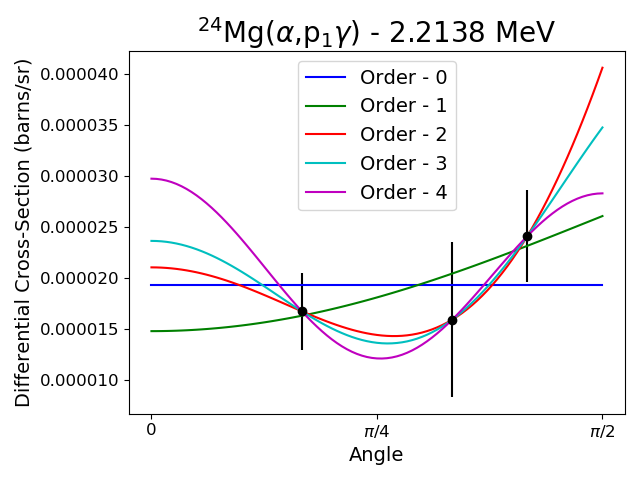 ²⁴Mg(α,p₁γ) - 2.2138 MeV
Differential Cross-Section (barns/sr)
0.000040
0.000035
0.000030
0.000025
0.000020
0.000015
0.000010
Order - 0
Order - 1
Order - 2
Order - 3
Order - 4
0
π/4
π/2
Angle